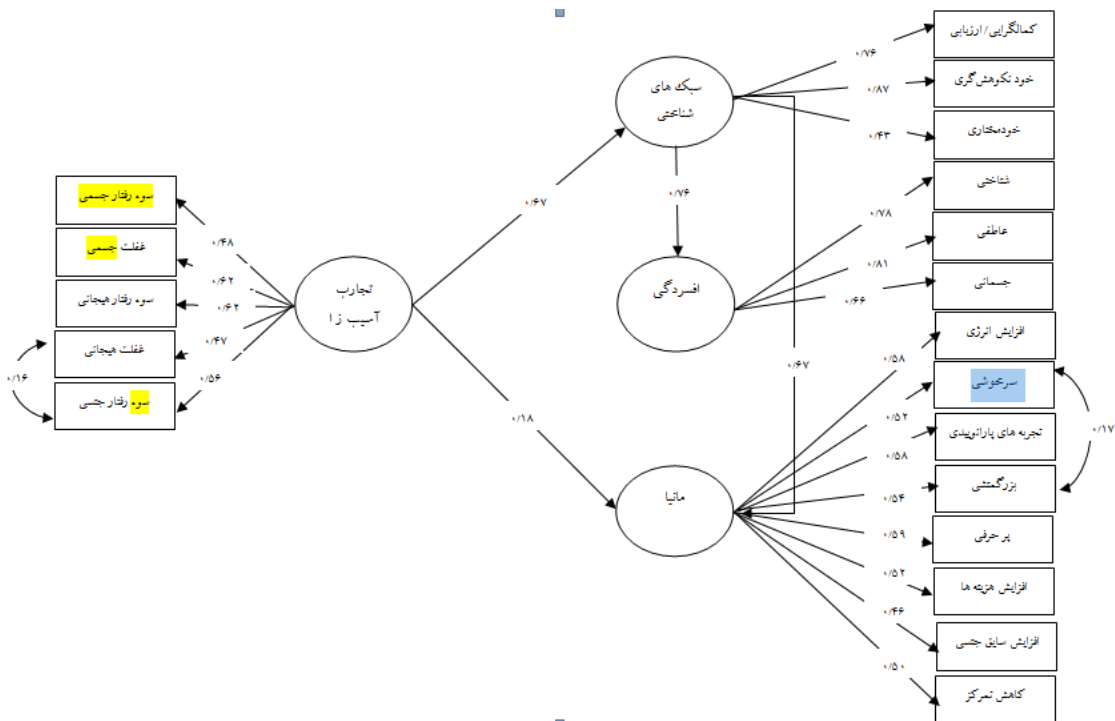 کمالگرایی/ ارزیابی
خود نکوهش‌گری
خودمختاری
شناختی
عاطفی
جسمانی
افزایش انرژی
سرخوشی
تجربه های پارانوییدی
بزرگمنشی
پر حرفی
افزایش هزینه ها
افزایش سایق جنسی
کاهش تمرکز
۰/۷۶
۰/۸۷
۰/۴۳
۰/۷۸
۰/۸۱
۰/۶۶
۰/۵۸
۰/۵۲
۰/۵۸
۰/۵۴
۰/۵۹
۰/۵۲
۰/۴۶
۰/۵۰
۰/۱۷
سبک های
شناختی
۰/۷۶
افسردگی
۰/۶۷
مانیا
۰/۶۷
۰/۱۸
تجارب
آسیب ز ا
۰/۴۸
۰/۶۲
۰/۶۲
۰/۴۷
۰/۵۶
سوء رفتار جسمی
غفلت جسمی
سوء رفتار هیجانی
غفلت هیجانی
سوء رفتار جنسی
۰/۱۶